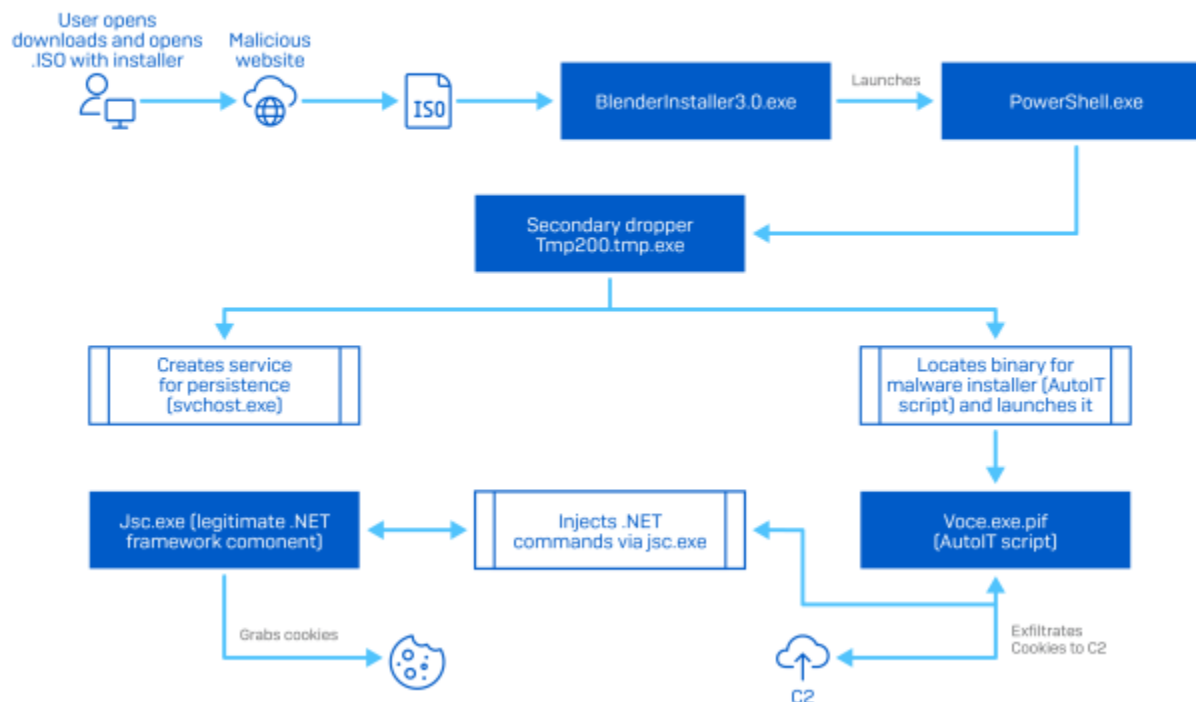 User opens
downloads and opens
.ISO with installer
Malicious
website
ISO
BlenderInstaller3.0.exe
Launches
PowerShell.exe
Secondary dropper
Tmp200.tmp.exe
Creates service
for persistence
(svchost.exe)
Locates binary for
malware installer (AutoIT
script) and launches it
Jsc.exe (legitimate .NET
framework comonent)
Injects .NET
commands via jsc.exe
Voce.exe.pif
(AutoIT script)
Grabs cookies
Exfiltrates
Cookies to C2
C2